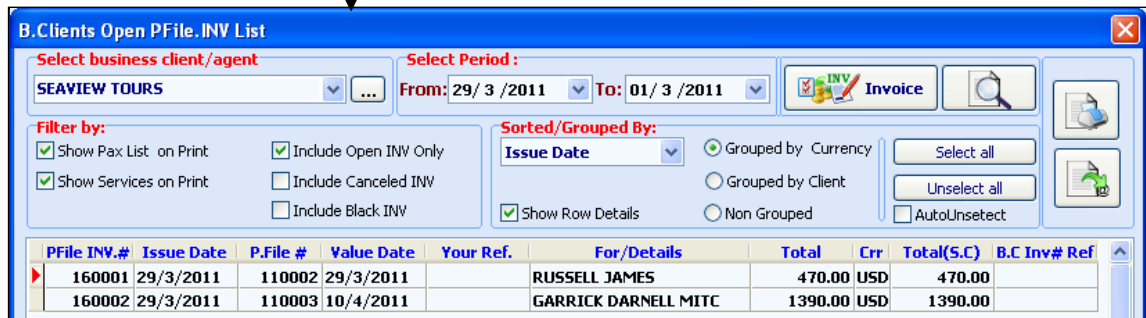 B.Clients Open PFile.INV List
Select business client/agent
SEAVIEW TOURS
...
Select Period :
From: 29/ 3 /2011 To: 01/ 3 /2011
INV Invoice
Filter by:
Show Pax List on Print
Include Open INV Only
Show Services on Print
Include Canceled INV
Include Black INV
Sorted/Grouped By:
Issue Date
Show Row Details
Grouped by Currency
Grouped by Client
Non Grouped
Select all
Unselect all
AutoUnsetect
PFile INV.# Issue Date P.File # Value Date Your Ref. For/Details Total Crr Total(S.C) B.C Inv# Ref
160001 29/3/2011 110002 29/3/2011 RUSSELL JAMES 470.00 USD 470.00
160002 29/3/2011 110003 10/4/2011 GARRICK DARNELL MITC 1390.00 USD 1390.00